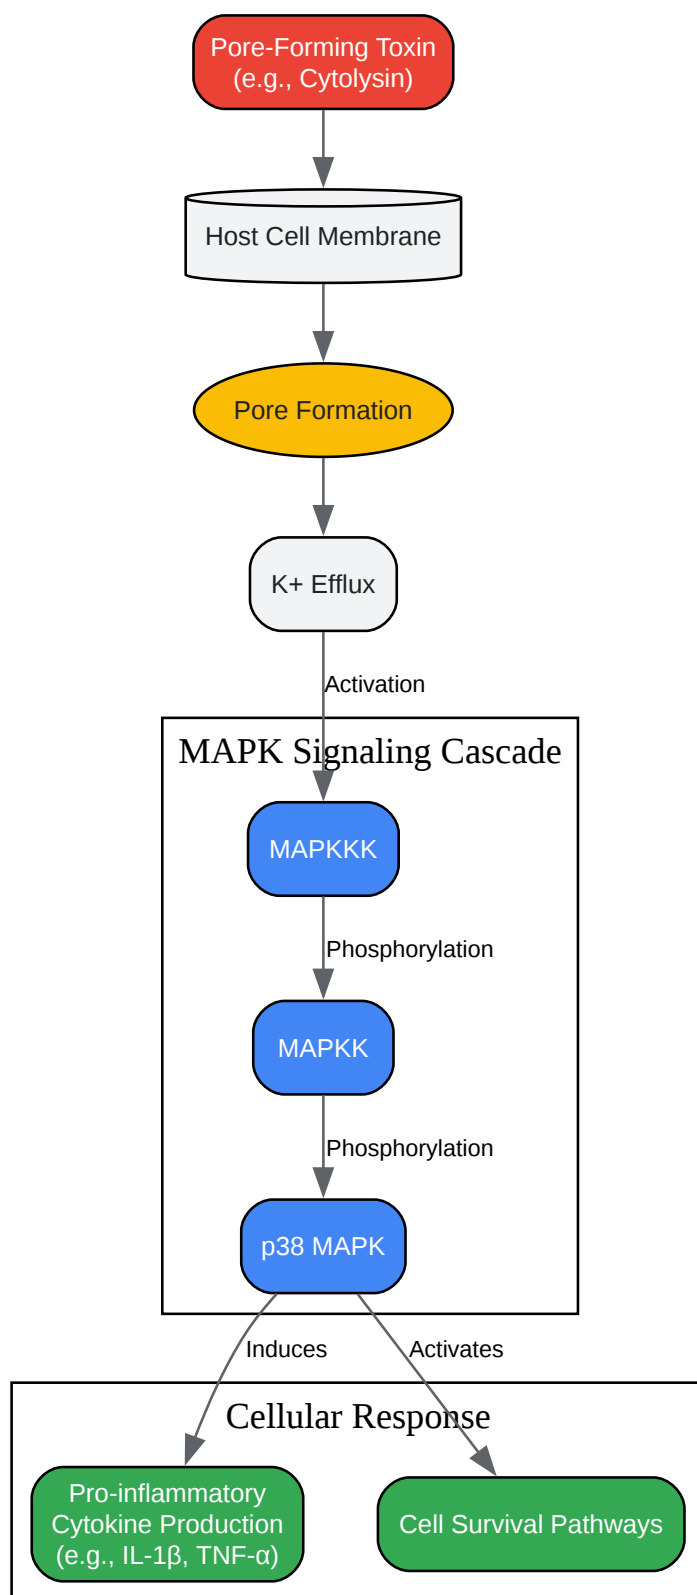 Pore-Forming Toxin
(e.g., Cytolysin)
Host Cell Membrane
Pore Formation
K+ Efflux
Activation
MAPK Signaling Cascade
MAPKKK
Phosphorylation
MAPKK
Phosphorylation
p38 MAPK
Induces
Activates
Cellular Response
Pro-inflammatory
Cytokine Production
(e.g., IL-1β, TNF-α)
Cell Survival Pathways